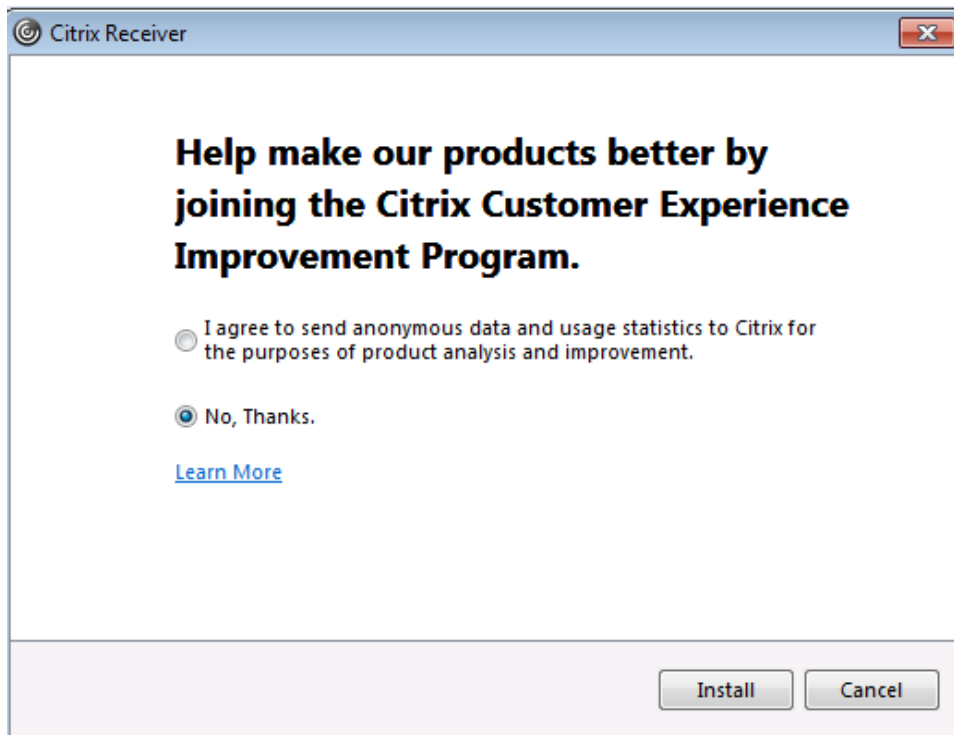 Citrix Receiver
Help make our products better by
joining the Citrix Customer Experience
Improvement Program.
I agree to send anonymous data and usage statistics to Citrix for
the purposes of product analysis and improvement.
No, Thanks.
Learn More
Install Cancel